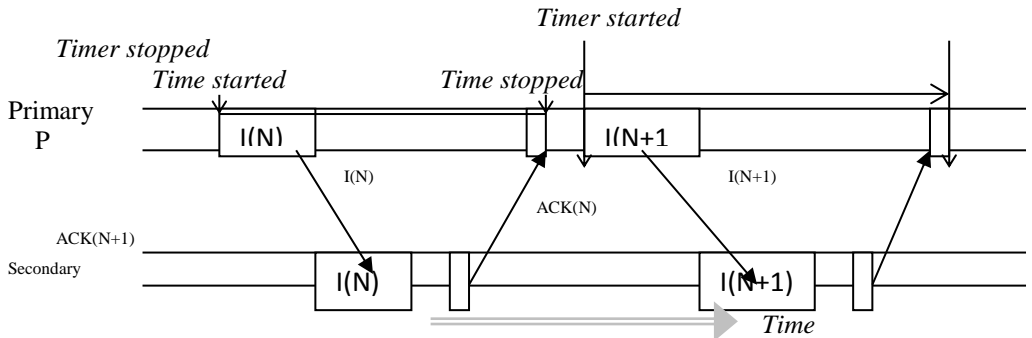 Timer started
Timer stopped
Time started
Time stopped
Primary
P
I(N)
I(N+1
I(N)
I(N+1)
ACK(N)
ACK(N+1)
Secondary
I(N)
I(N+1)
Time